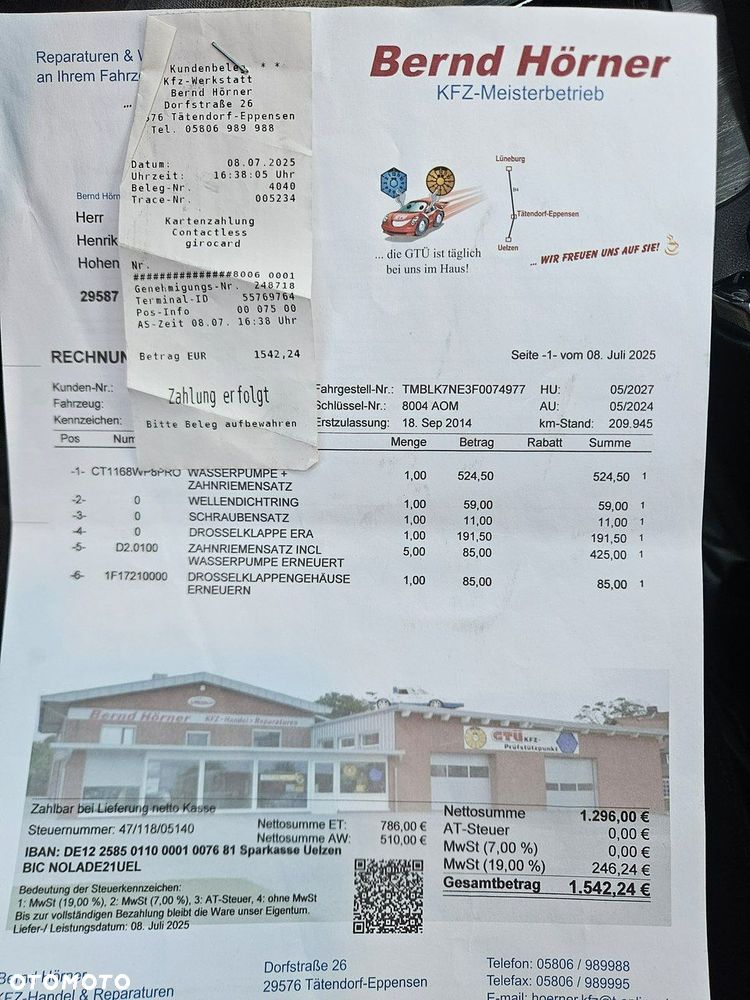 Reparaturen &
an Ihrem Fahrze
...
Bernd Hörner
KFZ-Meisterbetrieb
Kundenbeleg * *
Kfz-Werkstatt
Bernd Hörner
Dorfstraße 26
576 Tätendorf-Eppensen
Tel. 05806 989 988
Datum: 08.07.2025
Uhrzeit: 16:38:05 Uhr
Beleg-Nr. 4040
Trace-Nr. 005234
Kartenzahlung
Contactless
girocard
Nr.
###############8006 0001
Genehmigungs-Nr. 248718
Terminal-ID 55769764
Pos-Info 00 075 00
AS-Zeit 08.07. 16:38 Uhr
Betrag EUR 1542,24
Zahlung erfolgt
Bitte Beleg aufbewahren
Lüneburg
B4
Tätendorf-Eppensen
Uelzen
... die GTÜ ist täglich
bei uns im Haus!
... WIR FREUEN UNS AUF SIE!
Bernd Hörn
Herr
Henrik
Hohen
29587
RECHNUN
Seite -1- vom 08. Juli 2025
Kunden-Nr.: Fahrgestell-Nr.: TMBLK7NE3F0074977 HU: 05/2027
Fahrzeug: Schlüssel-Nr.: 8004 AOM AU: 05/2024
Kennzeichen: Erstzulassung: 18. Sep 2014 km-Stand: 209.945
Pos Num Menge Betrag Rabatt Summe
-1- CT1168WP8PRO WASSERPUMPE + 1,00 524,50 524,50 1
ZAHNRIEMENSATZ
-2- 0 WELLENDICHTRING 1,00 59,00 59,00 1
-3- 0 SCHRAUBENSATZ 1,00 11,00 11,00 1
-4- 0 DROSSELKLAPPE ERA 1,00 191,50 191,50 1
-5- D2.0100 ZAHNRIEMENSATZ INCL 5,00 85,00 425,00 1
WASSERPUMPE ERNEUERT
-6- 1F17210000 DROSSELKLAPPENGEHÄUSE 1,00 85,00 85,00 1
ERNEUERN
Bernd Hörner KFZ-Handel + Reparaturen
GTÜ KFZ-
Prüfstützpunkt
Zahlbar bei Lieferung netto Kasse
Steuernummer: 47/118/05140
Nettosumme ET: 786,00 €
Nettosumme AW: 510,00 €
IBAN: DE12 2585 0110 0001 0076 81 Sparkasse Uelzen
BIC NOLADE21UEL
Bedeutung der Steuerkennzeichen:
1: MwSt (19,00 %), 2: MwSt (7,00 %), 3: AT-Steuer, 4: ohne MwSt
Bis zur vollständigen Bezahlung bleibt die Ware unser Eigentum.
Liefer-/ Leistungsdatum: 08. Juli 2025
Nettosumme 1.296,00 €
AT-Steuer 0,00 €
MwSt (7,00 %) 0,00 €
MwSt (19,00 %) 246,24 €
Gesamtbetrag 1.542,24 €
Bernd Hörner
KFZ-Handel & Reparaturen
Dorfstraße 26
29576 Tätendorf-Eppensen
Telefon: 05806 / 989988
Telefax: 05806 / 989995
OTOMOTO